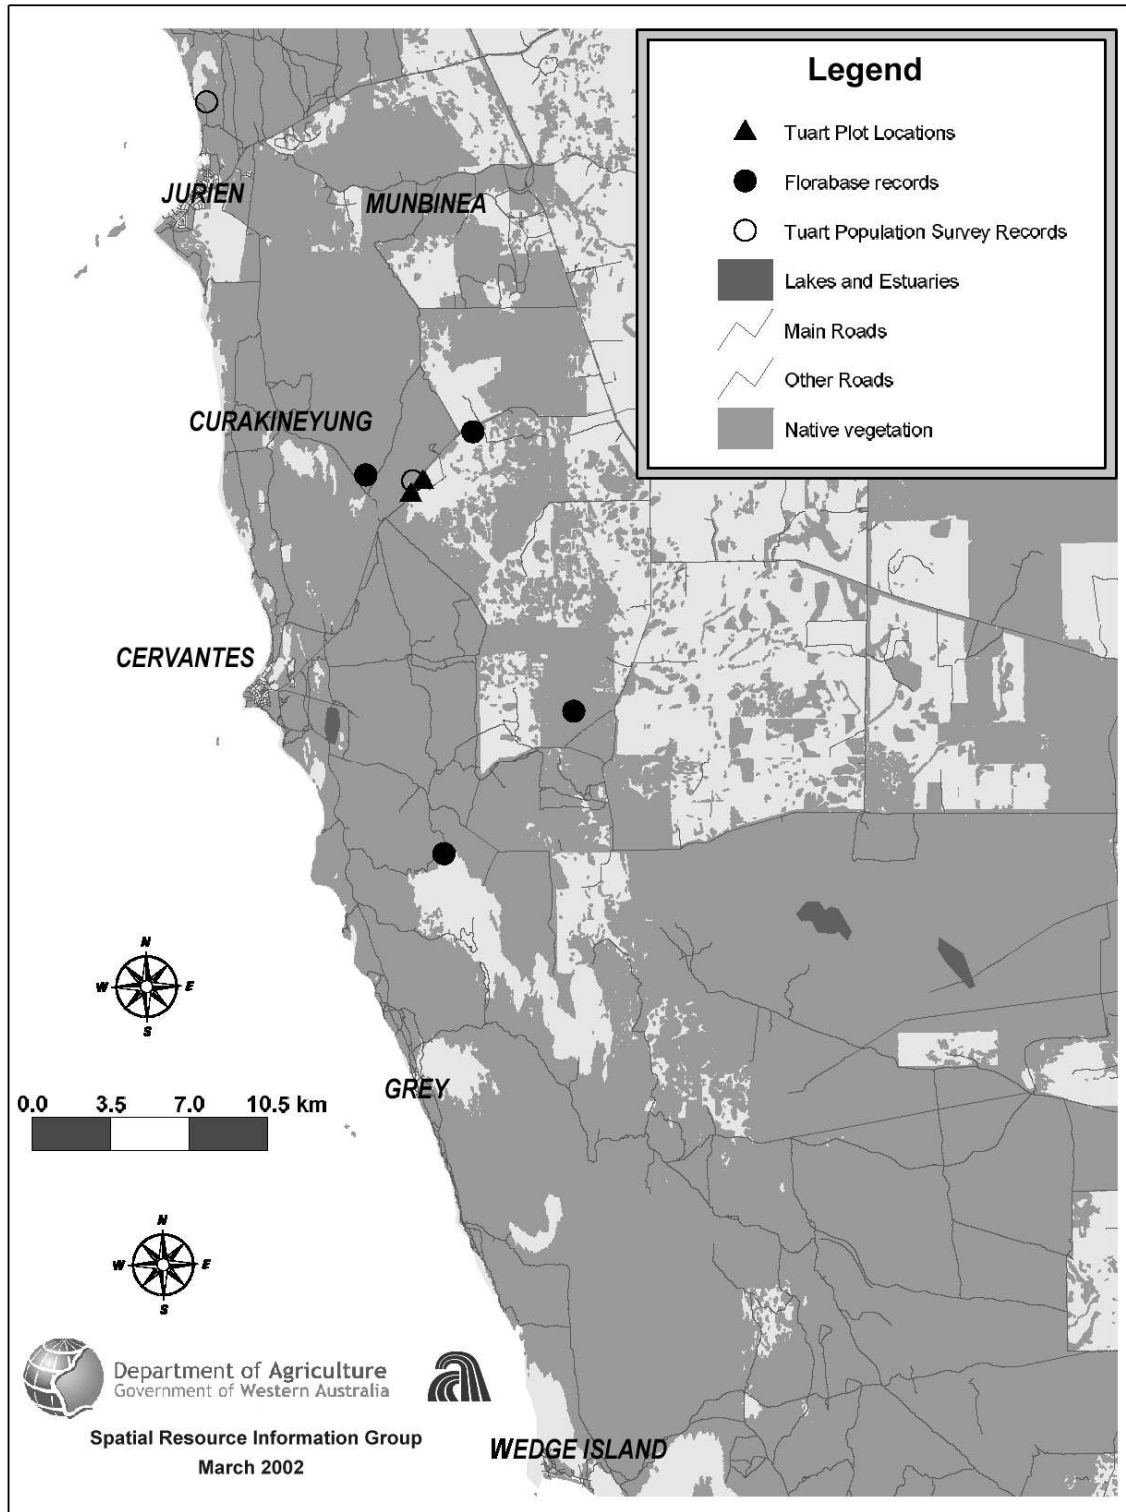 Legend
Tuart Plot Locations
Florabase records
Tuart Population Survey Records
Lakes and Estuaries
Main Roads
Other Roads
Native vegetation
JURIEN
MUNBINEA
CURAKINEYUNG
CERVANTES
N
W E
S
GREY
0.0 3.5 7.0 10.5 km
N
W E
S
Department of Agriculture
Government of Western Australia
Spatial Resource Information Group
March 2002
WEDGE ISLAND